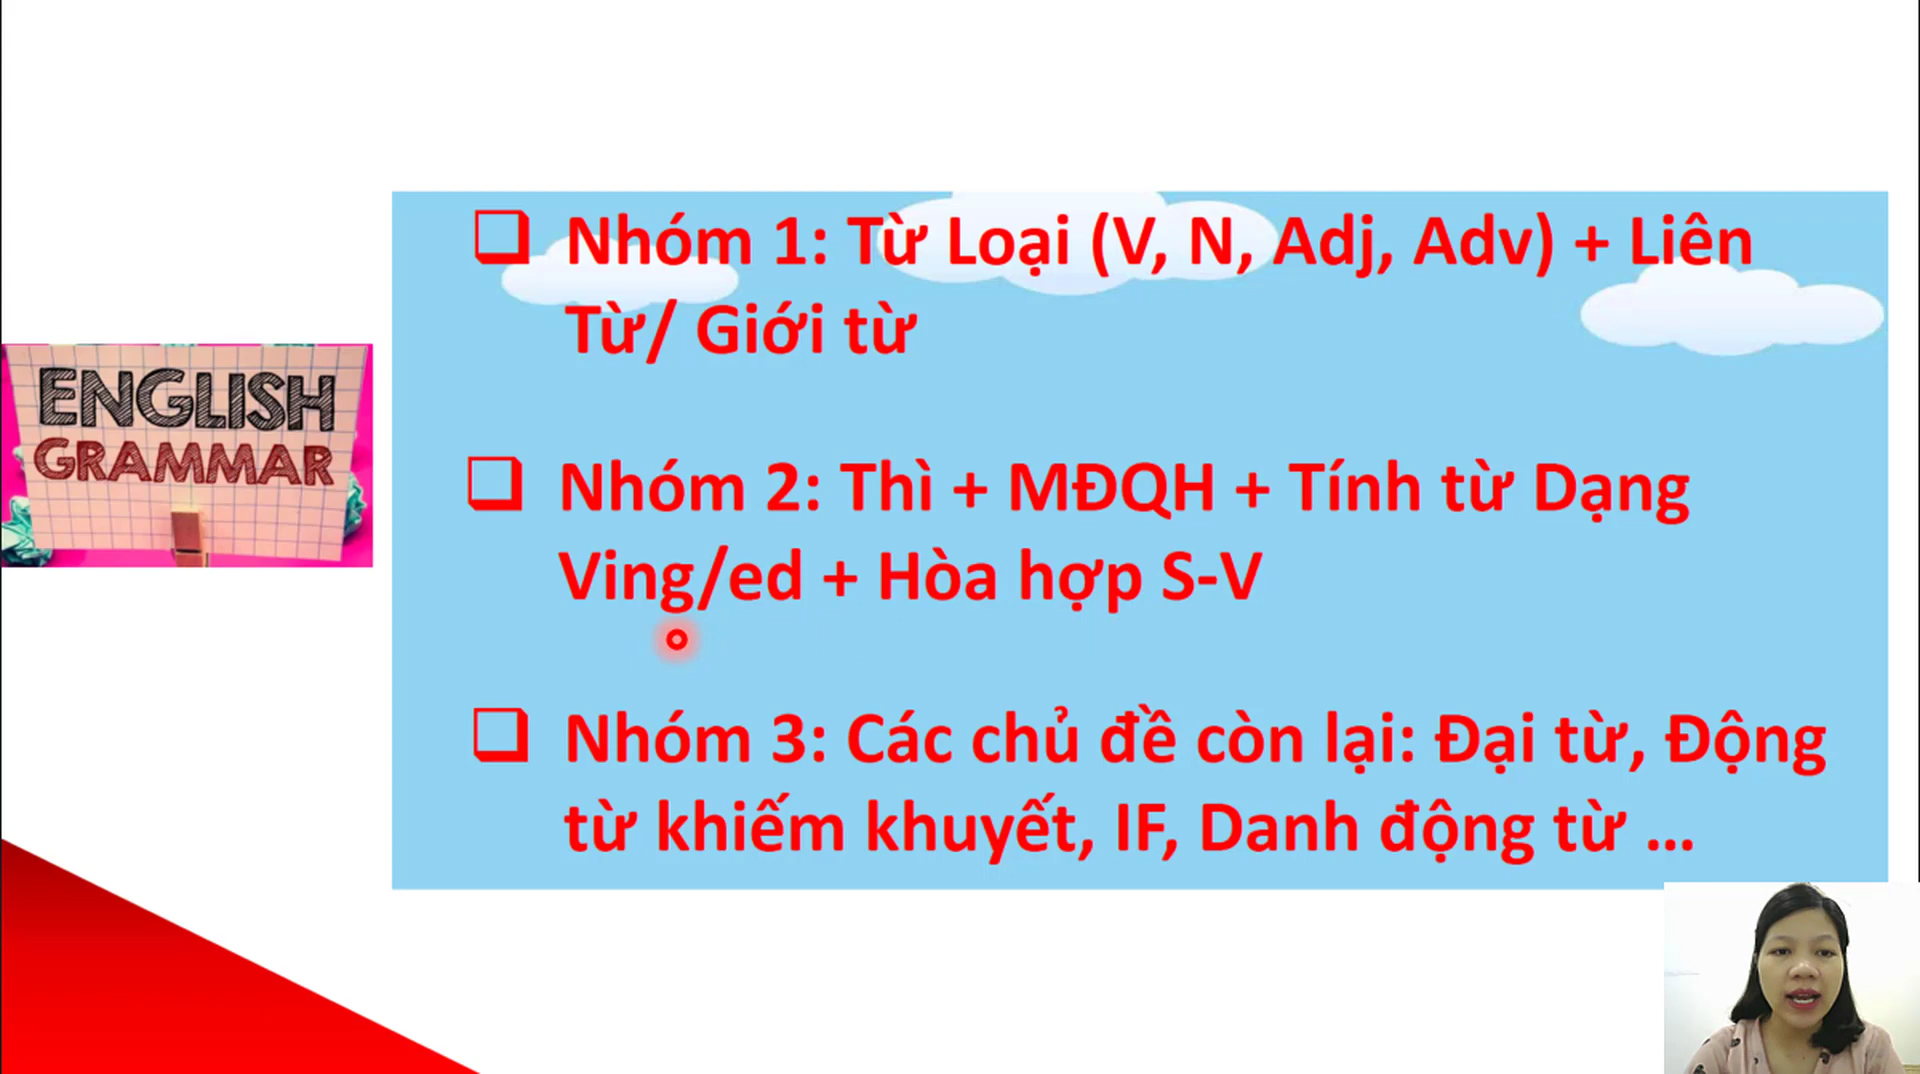 Nhóm 1: Từ Loại (V, N, Adj, Adv) + Liên
Từ/ Giới từ
ENGLISH
GRAMMAR
Nhóm 2: Thì + MĐQH + Tính từ Dạng
Ving/ed + Hòa hợp S-V
Nhóm 3: Các chủ đề còn lại: Đại từ, Động
từ khiếm khuyết, IF, Danh động từ ...